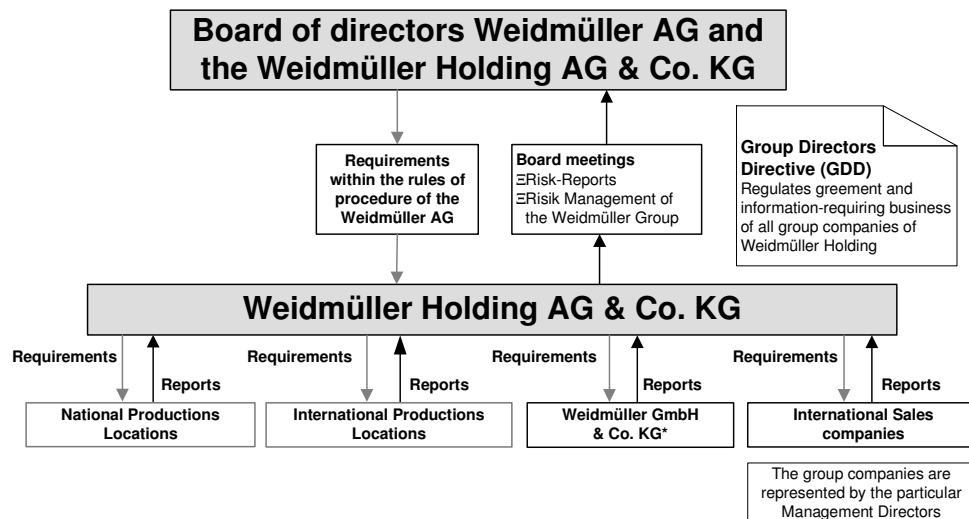 Board of directors Weidmüller AG and
the Weidmüller Holding AG & Co. KG
Requirements
within the rules of
procedure of the
Weidmüller AG
Board meetings
ΞRisk-Reports
ΞRisik Management of
the Weidmüller Group
Group Directors
Directive (GDD)
Regulates greement and
information-requiring business
of all group companies of
Weidmüller Holding
Weidmüller Holding AG & Co. KG
Requirements
Reports
Requirements
Reports
Requirements
Reports
Requirements
Reports
National Productions
Locations
International Productions
Locations
Weidmüller GmbH
& Co. KG*
International Sales
companies
The group companies are
represented by the particular
Management Directors